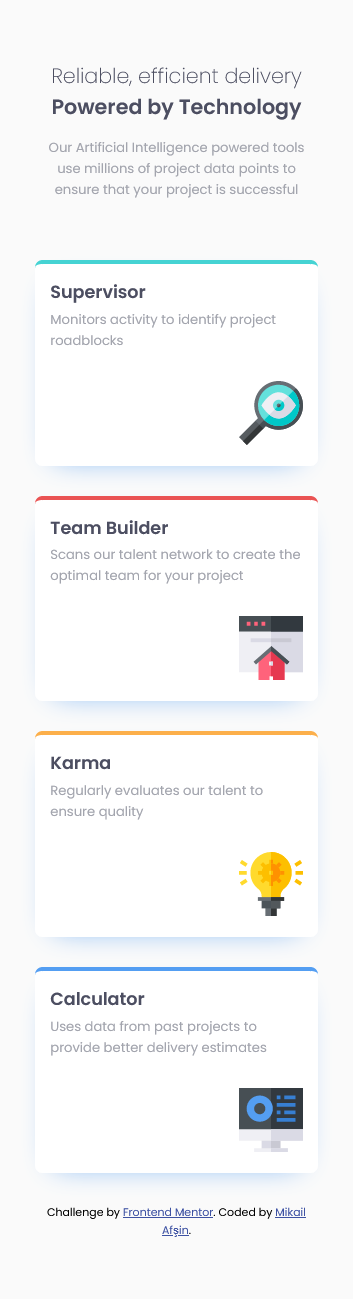 Reliable, efficient delivery
Powered by Technology
Our Artificial Intelligence powered tools
use millions of project data points to
ensure that your project is successful
Supervisor
Monitors activity to identify project
roadblocks
Team Builder
Scans our talent network to create the
optimal team for your project
Karma
Regularly evaluates our talent to
ensure quality
Calculator
Uses data from past projects to
provide better delivery estimates
Challenge by Frontend Mentor. Coded by Mikail
Afşin.